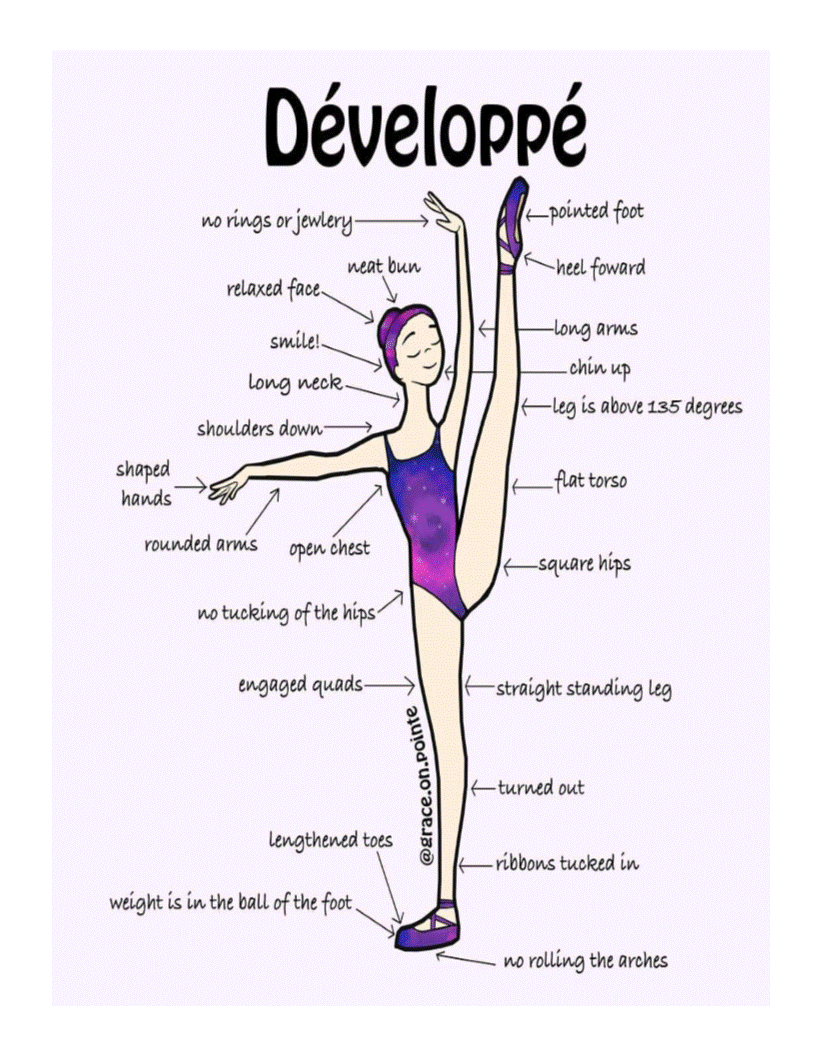 Développé
no rings or jewlery
pointed foot
neat bun
heel foward
relaxed face
long arms
smile!
chin up
long neck
leg is above 135 degrees
shoulders down
shaped
hands
flat torso
rounded arms
open chest
square hips
no tucking of the hips
engaged quads
straight standing leg
@grace.on.pointe
turned out
lengthened toes
ribbons tucked in
weight is in the ball of the foot
no rolling the arches